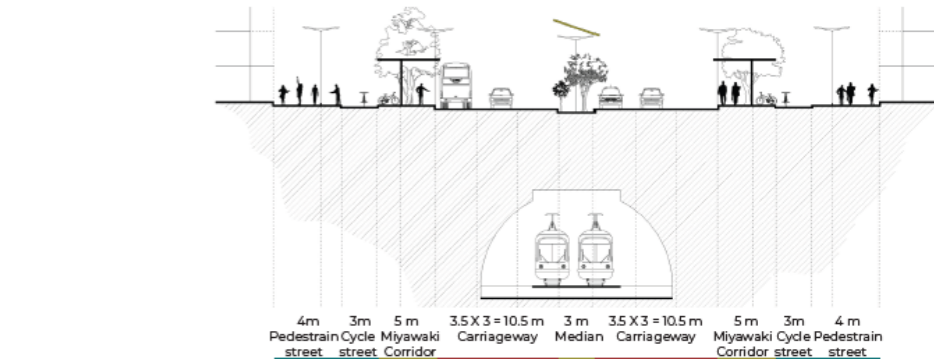 4m 3m 5 m 3.5 X 3 = 10.5 m 3 m 3.5 X 3 = 10.5 m 5 m 3m 4 m
Pedestrain Cycle Miyawaki Carriageway Median Carriageway Miyawaki Cycle Pedestrain
street street Corridor Corridor street street